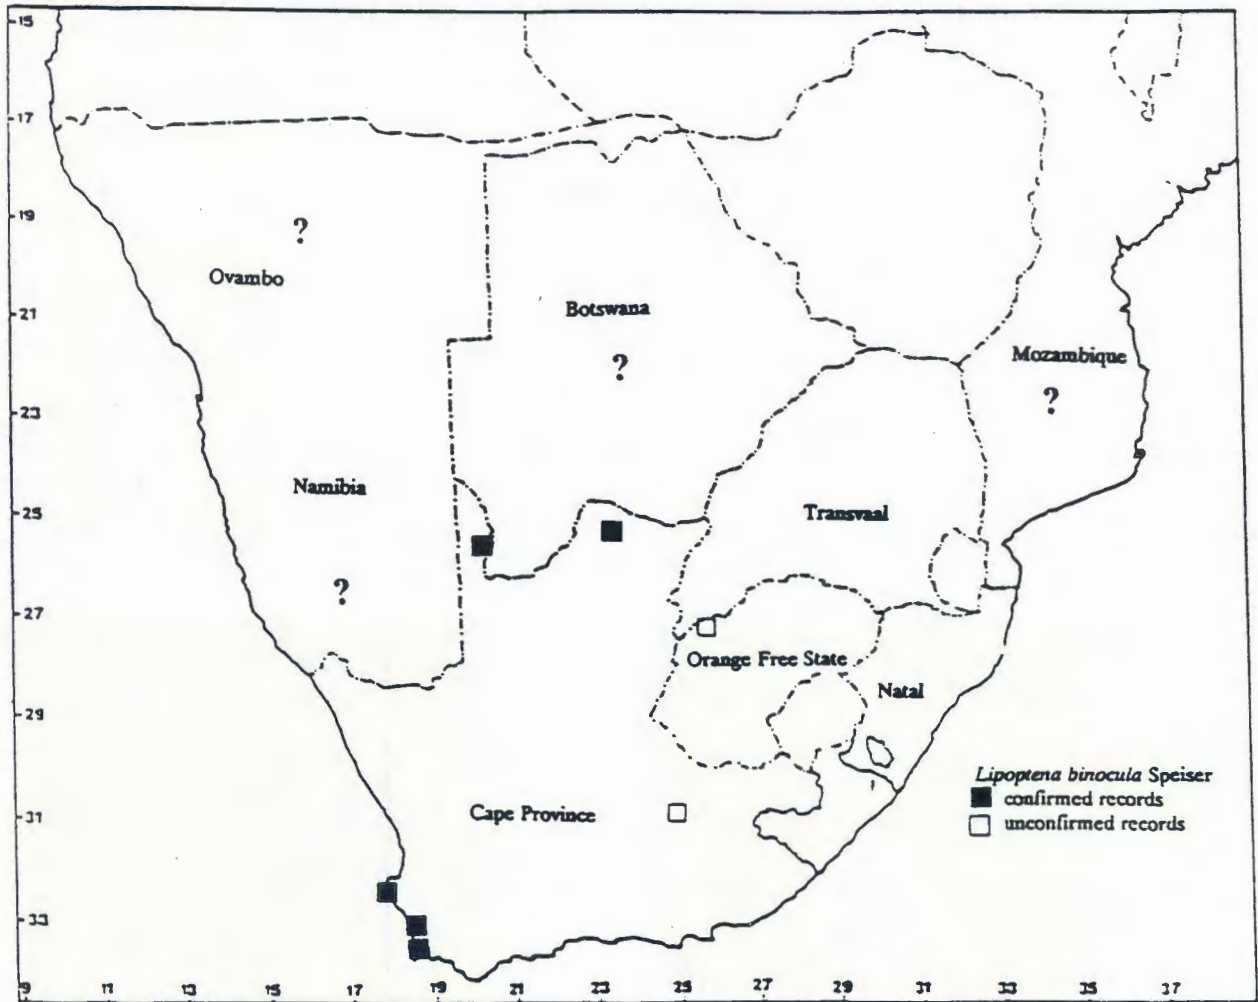 15
17
19
?
Ovambo
21
Botswana
?
Mozambique
?
23
Namibia
25
Transvaal
?
27
Orange Free State
Natal
29
Lipoptena binocula Speiser
confirmed records
unconfirmed records
31
Cape Province
33
9 11 13 15 17 19 21 23 25 27 29 31 33 35 37